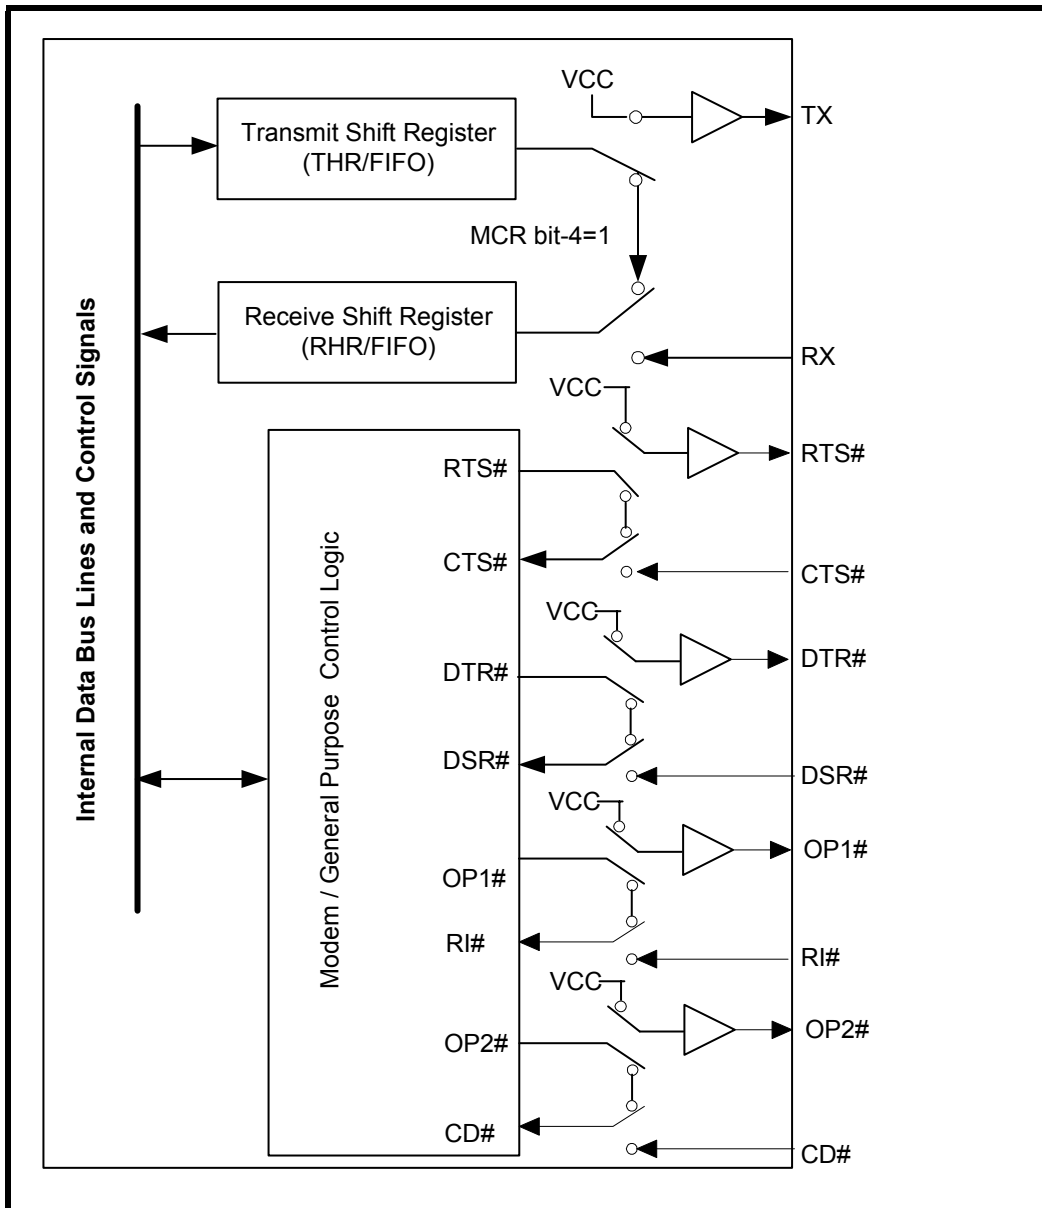 VCC
TX
Transmit Shift Register
(THR/FIFO)
MCR bit-4=1
Receive Shift Register
(RHR/FIFO)
RX
VCC
RTS#
RTS#
CTS#
CTS#
VCC
DTR#
DTR#
DSR#
DSR#
VCC
OP1#
OP1#
RI#
RI#
VCC
OP2#
OP2#
CD#
CD#
Internal Data Bus Lines and Control Signals
Modem / General Purpose Control Logic